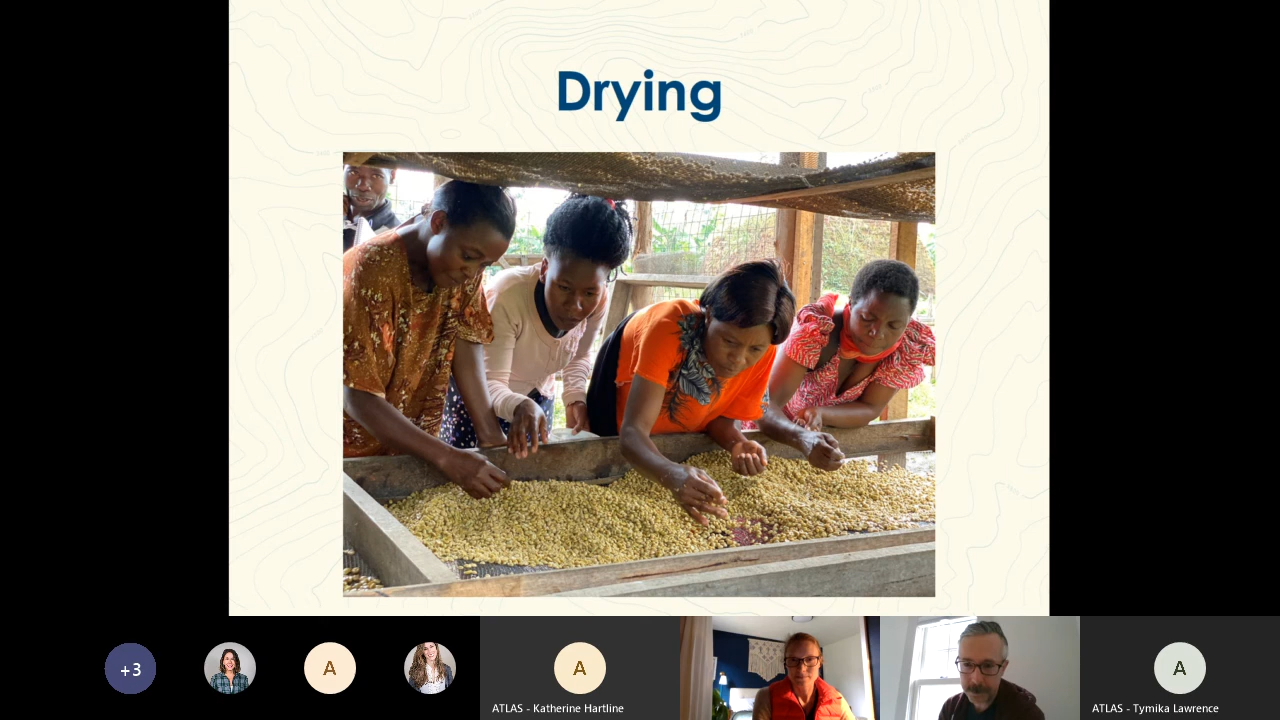 Drying
+3
A
A
ATLAS - Katherine Hartline
A
ATLAS - Tymika Lawrence